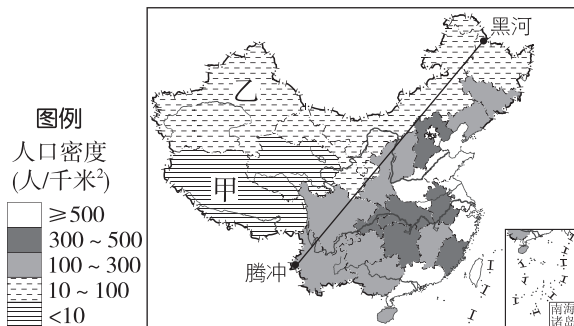 黑河
乙
甲
腾冲
图例
人口密度
(人/千米²)
≥500
300～500
100～300
10～100
<10
南海
诸岛